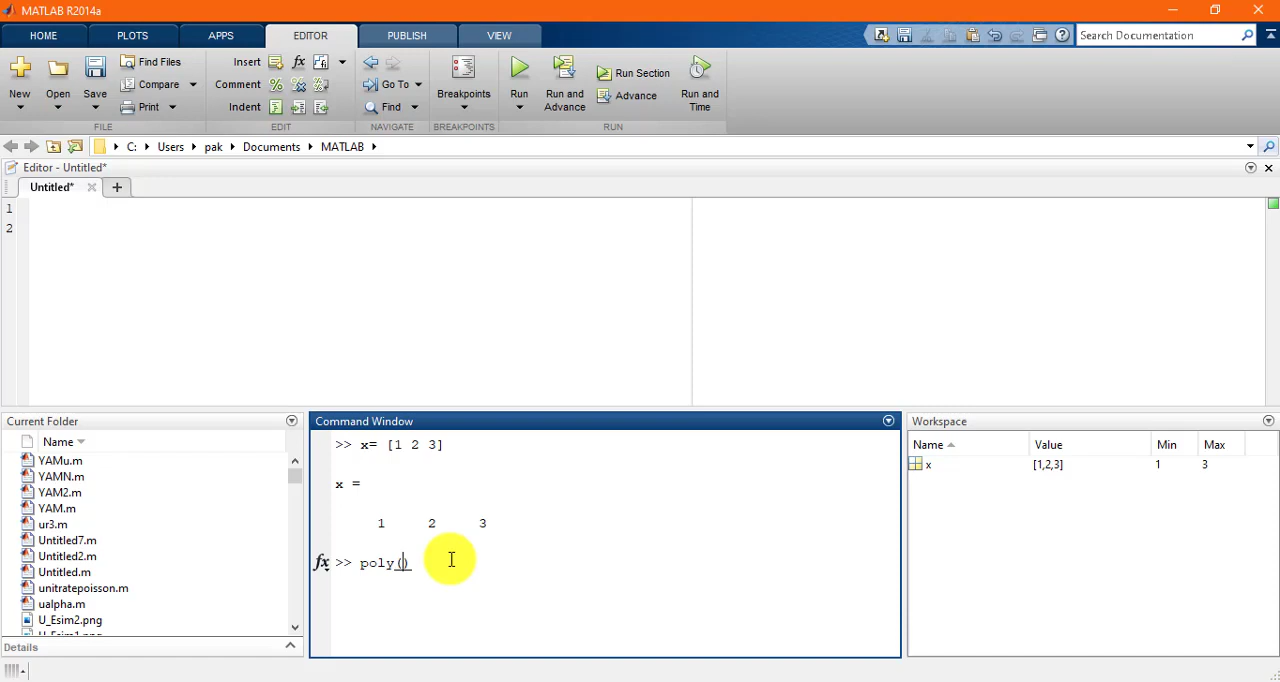 MATLAB R2014a
HOME PLOTS APPS EDITOR PUBLISH VIEW Search Documentation
New Open Save Find Files Compare Print FILE
Insert fx Comment % Indent EDIT
Go To Find NAVIGATE
Breakpoints BREAKPOINTS
Run Run and Advance Run Section Advance Run and Time RUN
C: Users pak Documents MATLAB
Editor - Untitled*
Untitled* +
1
2
Current Folder
Name
YAMu.m
YAMN.m
YAM2.m
YAM.m
ur3.m
Untitled7.m
Untitled2.m
Untitled.m
unitratepoisson.m
ualpha.m
U_Esim2.png
U_Esim1.png
Details
Command Window
>> x= [1 2 3]
x =
1 2 3
fx >> poly()
Workspace
Name Value Min Max
x [1,2,3] 1 3